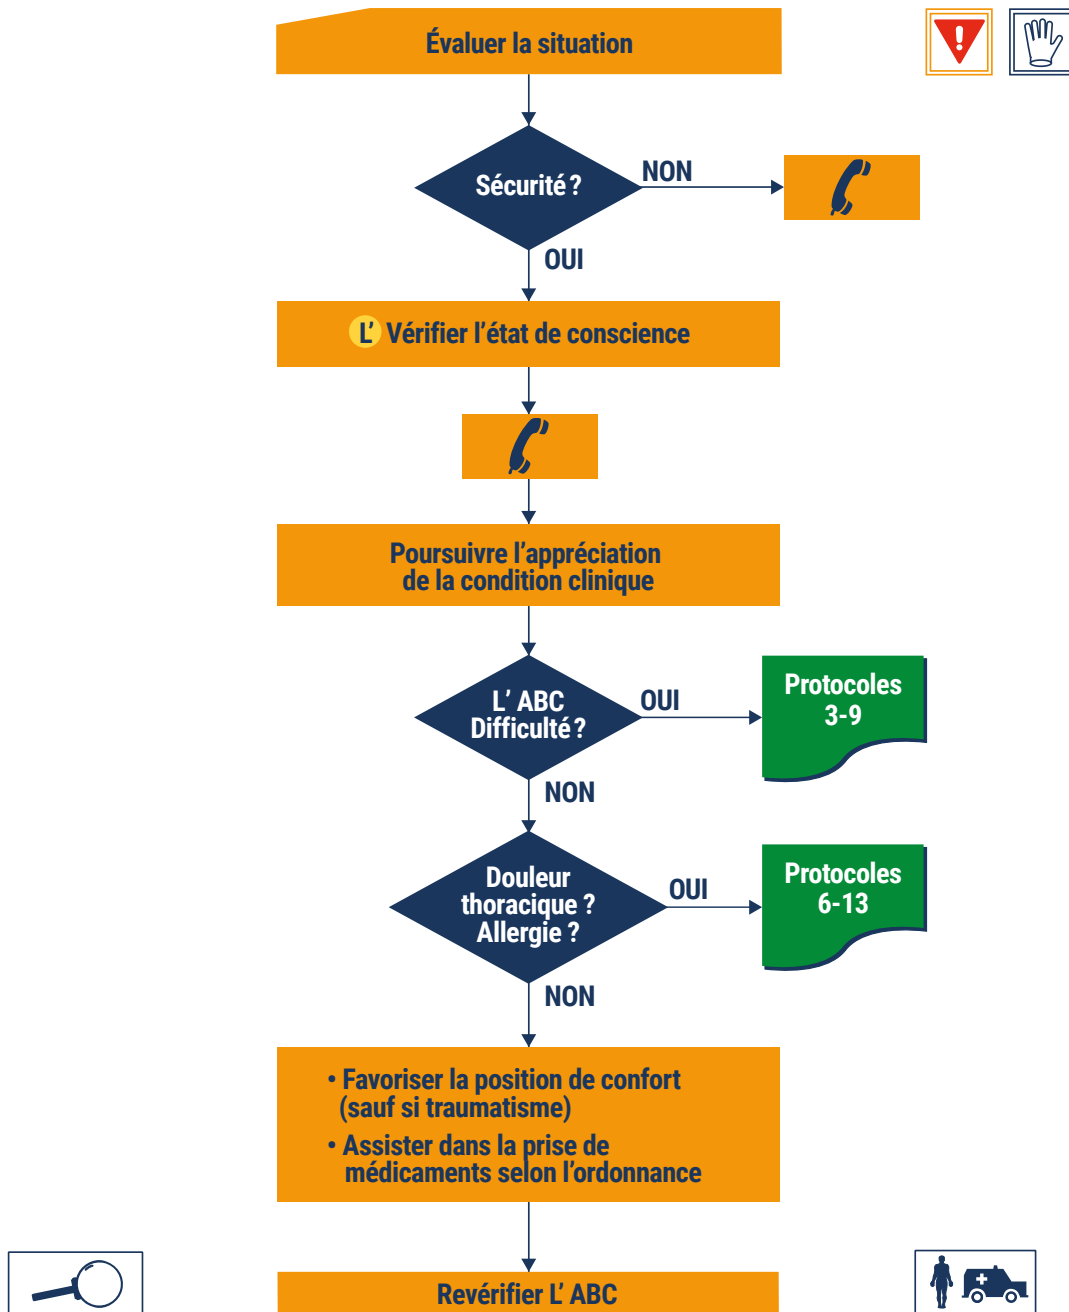 Évaluer la situation
Sécurité ?
NON
OUI
L' Vérifier l'état de conscience
Poursuivre l'appréciation
de la condition clinique
L' ABC
Difficulté ?
OUI
Protocoles
3-9
NON
Douleur
thoracique ?
Allergie ?
OUI
Protocoles
6-13
NON
• Favoriser la position de confort
(sauf si traumatisme)
• Assister dans la prise de
médicaments selon l'ordonnance
Revérifier L' ABC